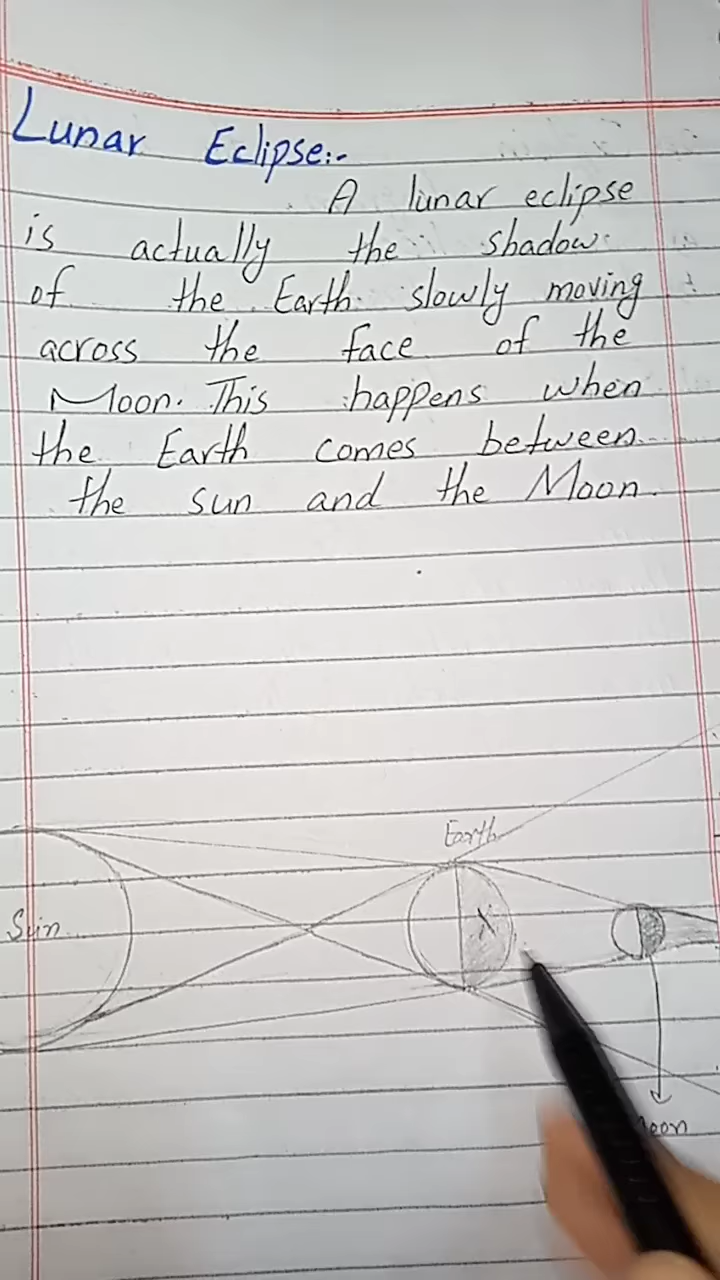 Lunar Eclipse:-
A lunar eclipse
is actually the shadow
of the Earth slowly moving
across the face of the
Moon. This happens when
the Earth comes between
the sun and the Moon.
Earth
Sun
X